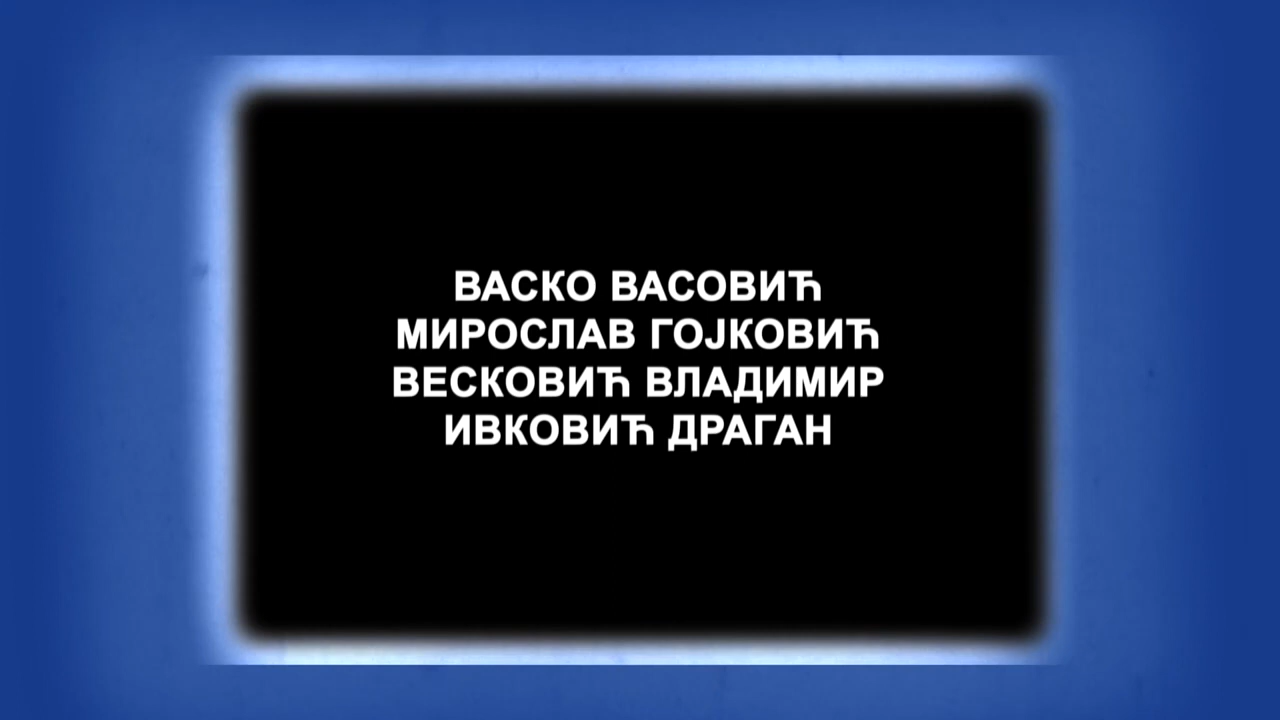 ВАСКО ВАСОВИЋ
МИРОСЛАВ ГОЈКОВИЋ
ВЕСКОВИЋ ВЛАДИМИР
ИВКОВИЋ ДРАГАН